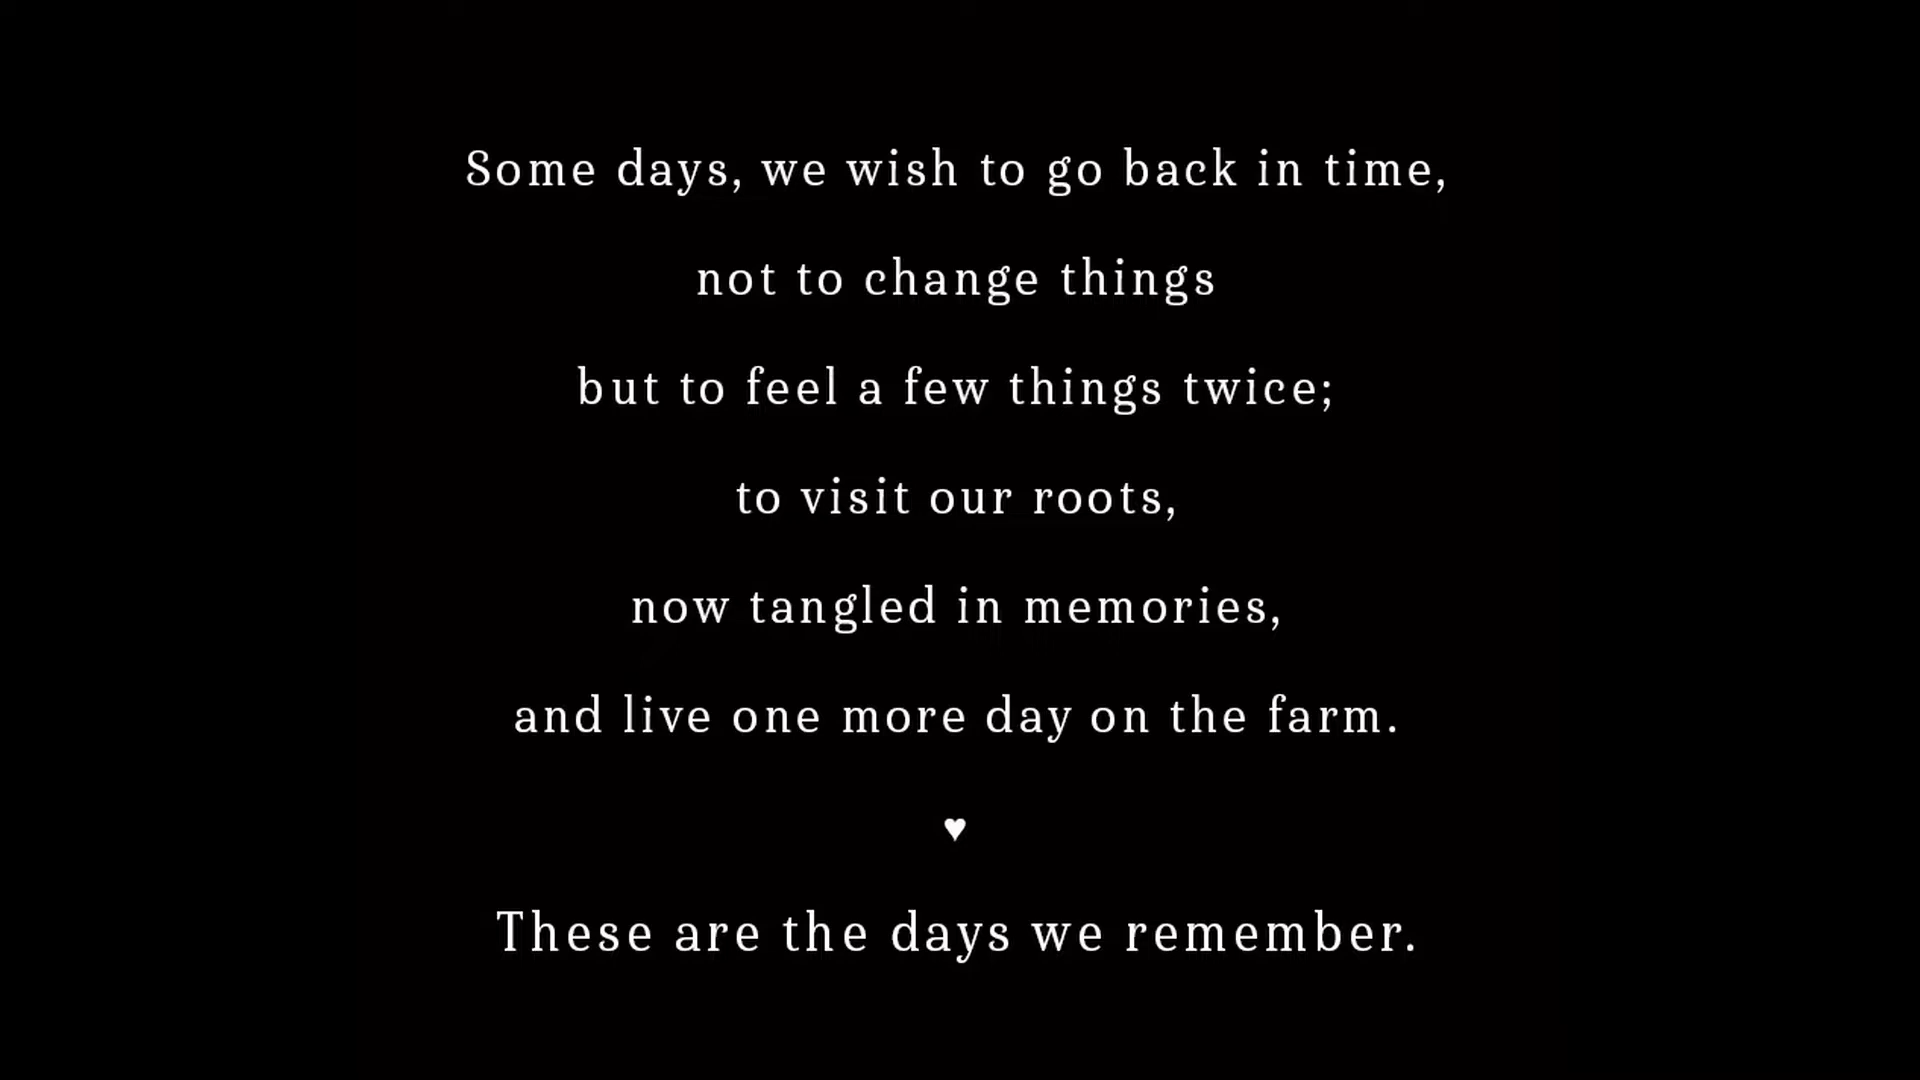 Some days, we wish to go back in time,
not to change things
but to feel a few things twice;
to visit our roots,
now tangled in memories,
and live one more day on the farm.
♥
These are the days we remember.